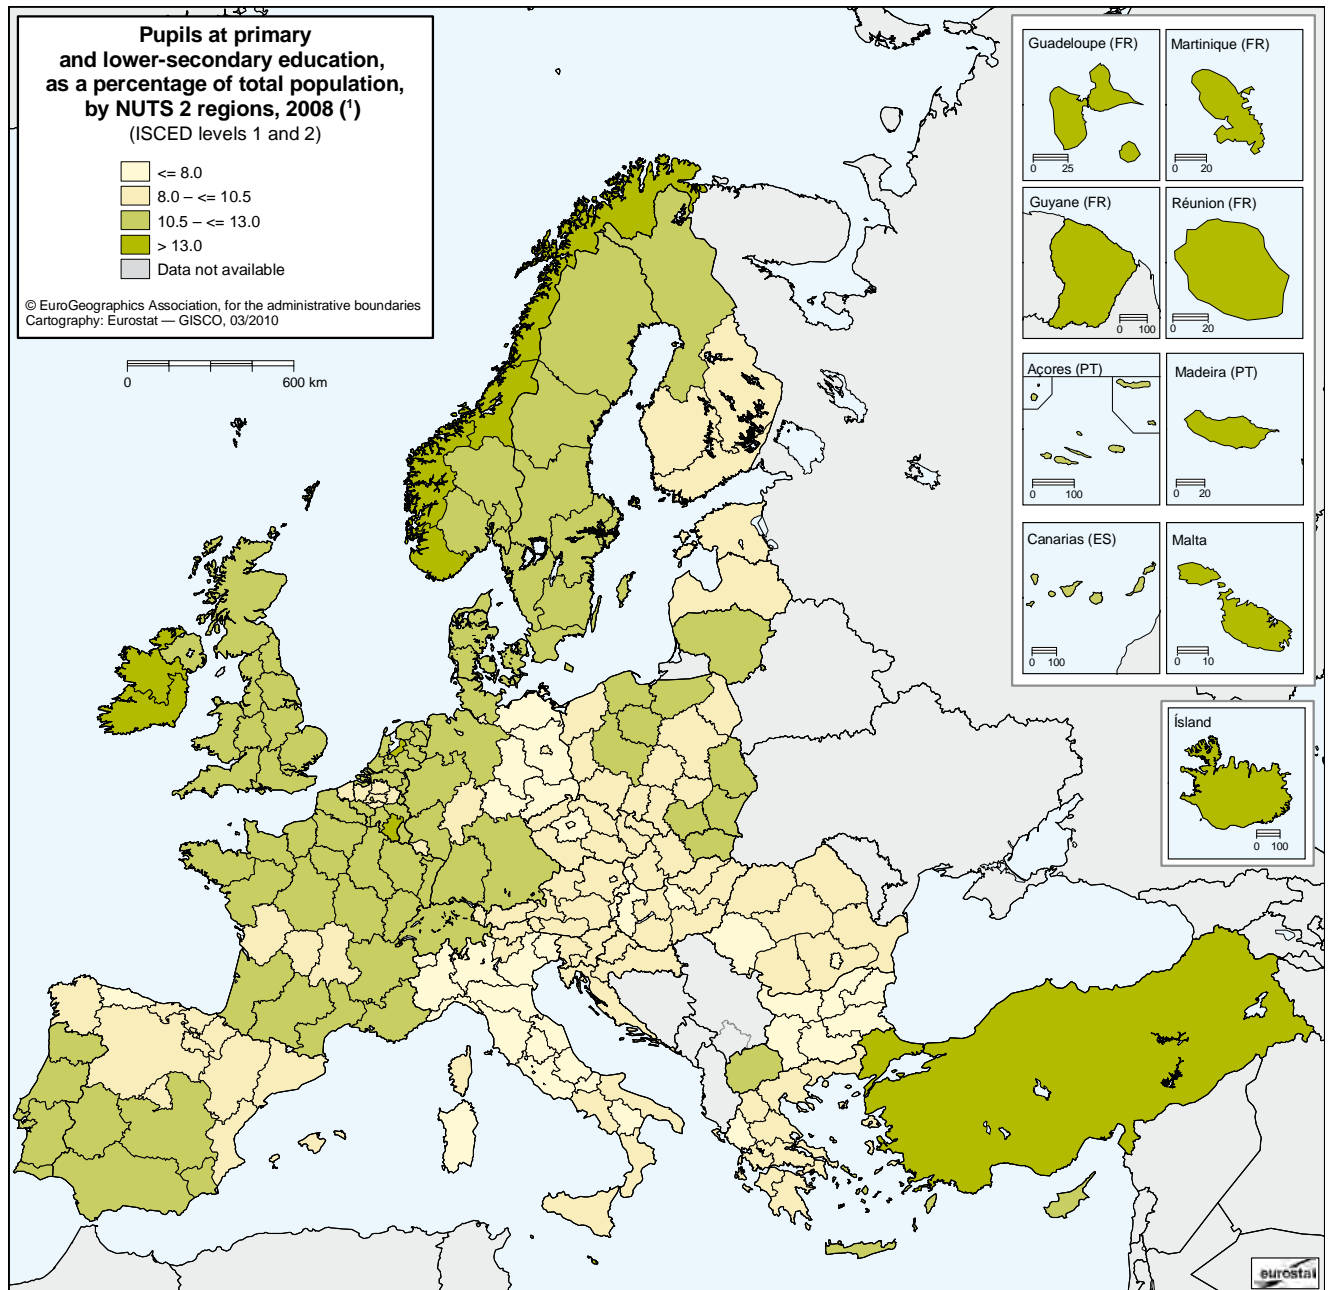 Pupils at primary
and lower-secondary education,
as a percentage of total population,
by NUTS 2 regions, 2008 (¹)
(ISCED levels 1 and 2)
<= 8.0
8.0 – <= 10.5
10.5 – <= 13.0
> 13.0
Data not available
© EuroGeographics Association, for the administrative boundaries
Cartography: Eurostat — GISCO, 03/2010
0 600 km
Guadeloupe (FR)
0 25
Martinique (FR)
0 20
Guyane (FR)
0 100
Réunion (FR)
0 20
Açores (PT)
0 100
Madeira (PT)
0 20
Canarias (ES)
0 100
Malta
0 10
Ísland
0 100
eurostat